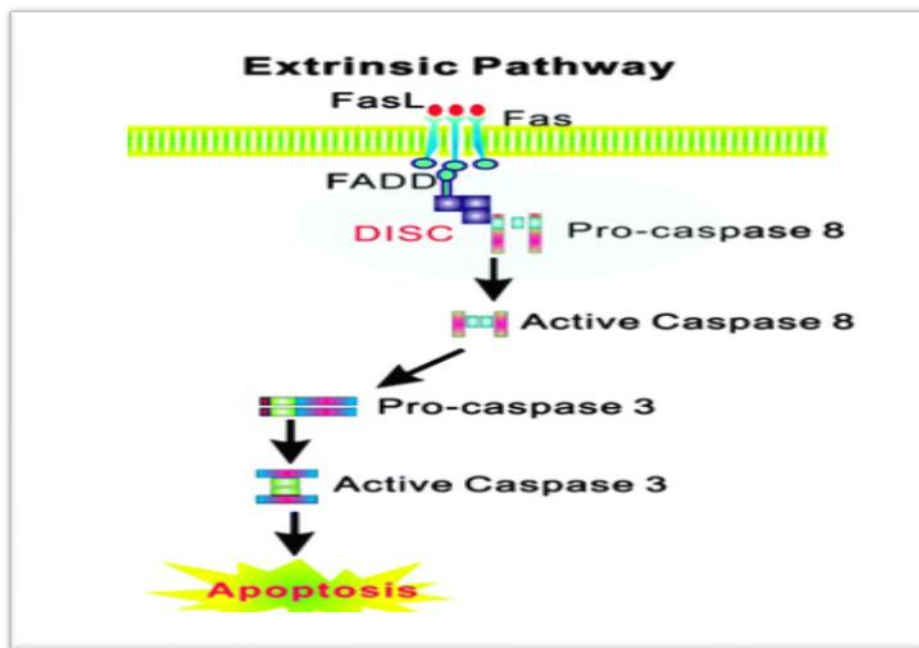 Extrinsic Pathway
FasL
Fas
FADD
DISC
Pro-caspase 8
Active Caspase 8
Pro-caspase 3
Active Caspase 3
Apoptosis